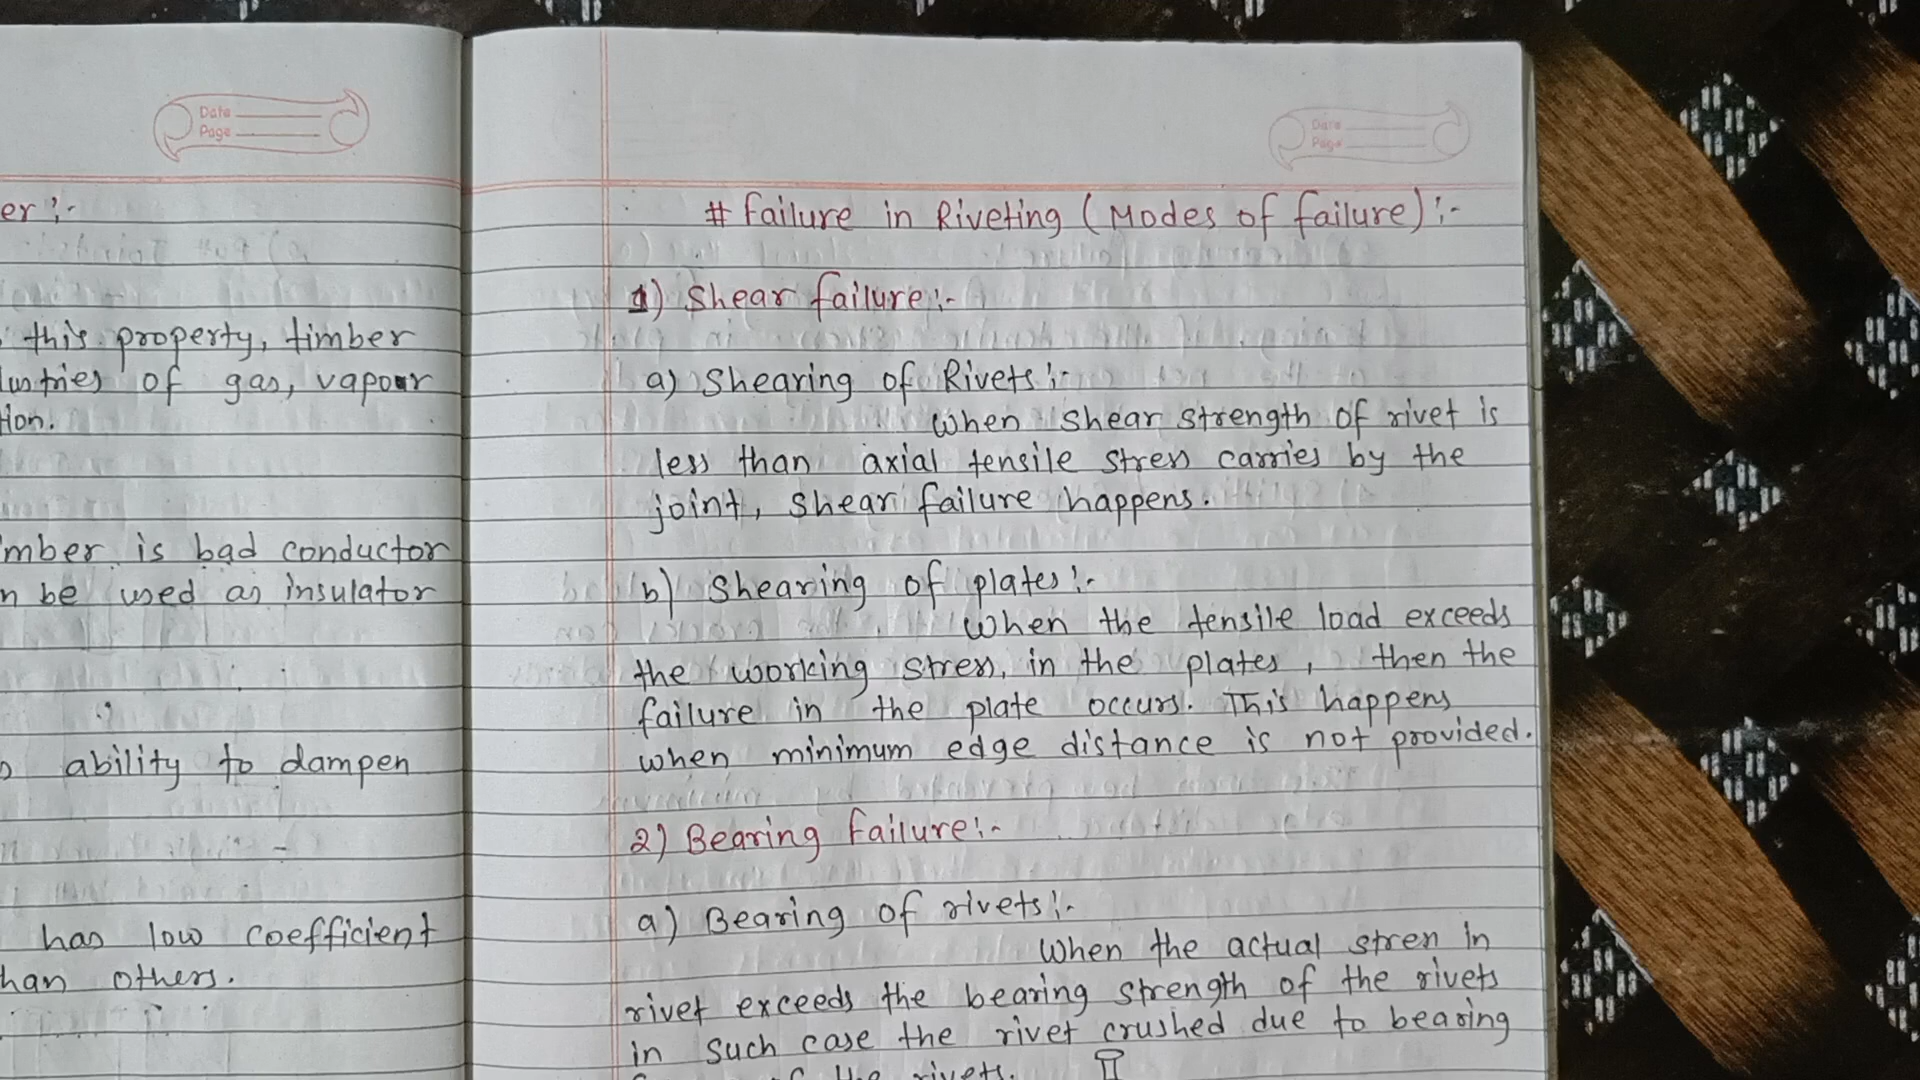 Date
Page
er :-
this property, timber
ustries of gas, vapour
tion.
mber is bad conductor
n be used as insulator
ability to dampen
has low coefficient
han others.
Date
Page
# Failure in Riveting (Modes of failure) :-
1) Shear failure :-
a) Shearing of Rivets :-
When shear strength of rivet is
less than axial tensile stress carries by the
joint, shear failure happens.
b) Shearing of plates :-
When the tensile load exceeds
the working stress, in the plates, then the
failure in the plate occurs. This happens
when minimum edge distance is not provided.
2) Bearing Failure :-
a) Bearing of rivets :-
When the actual stress in
rivet exceeds the bearing strength of the rivets
in such case the rivet crushed due to bearing
rivets.